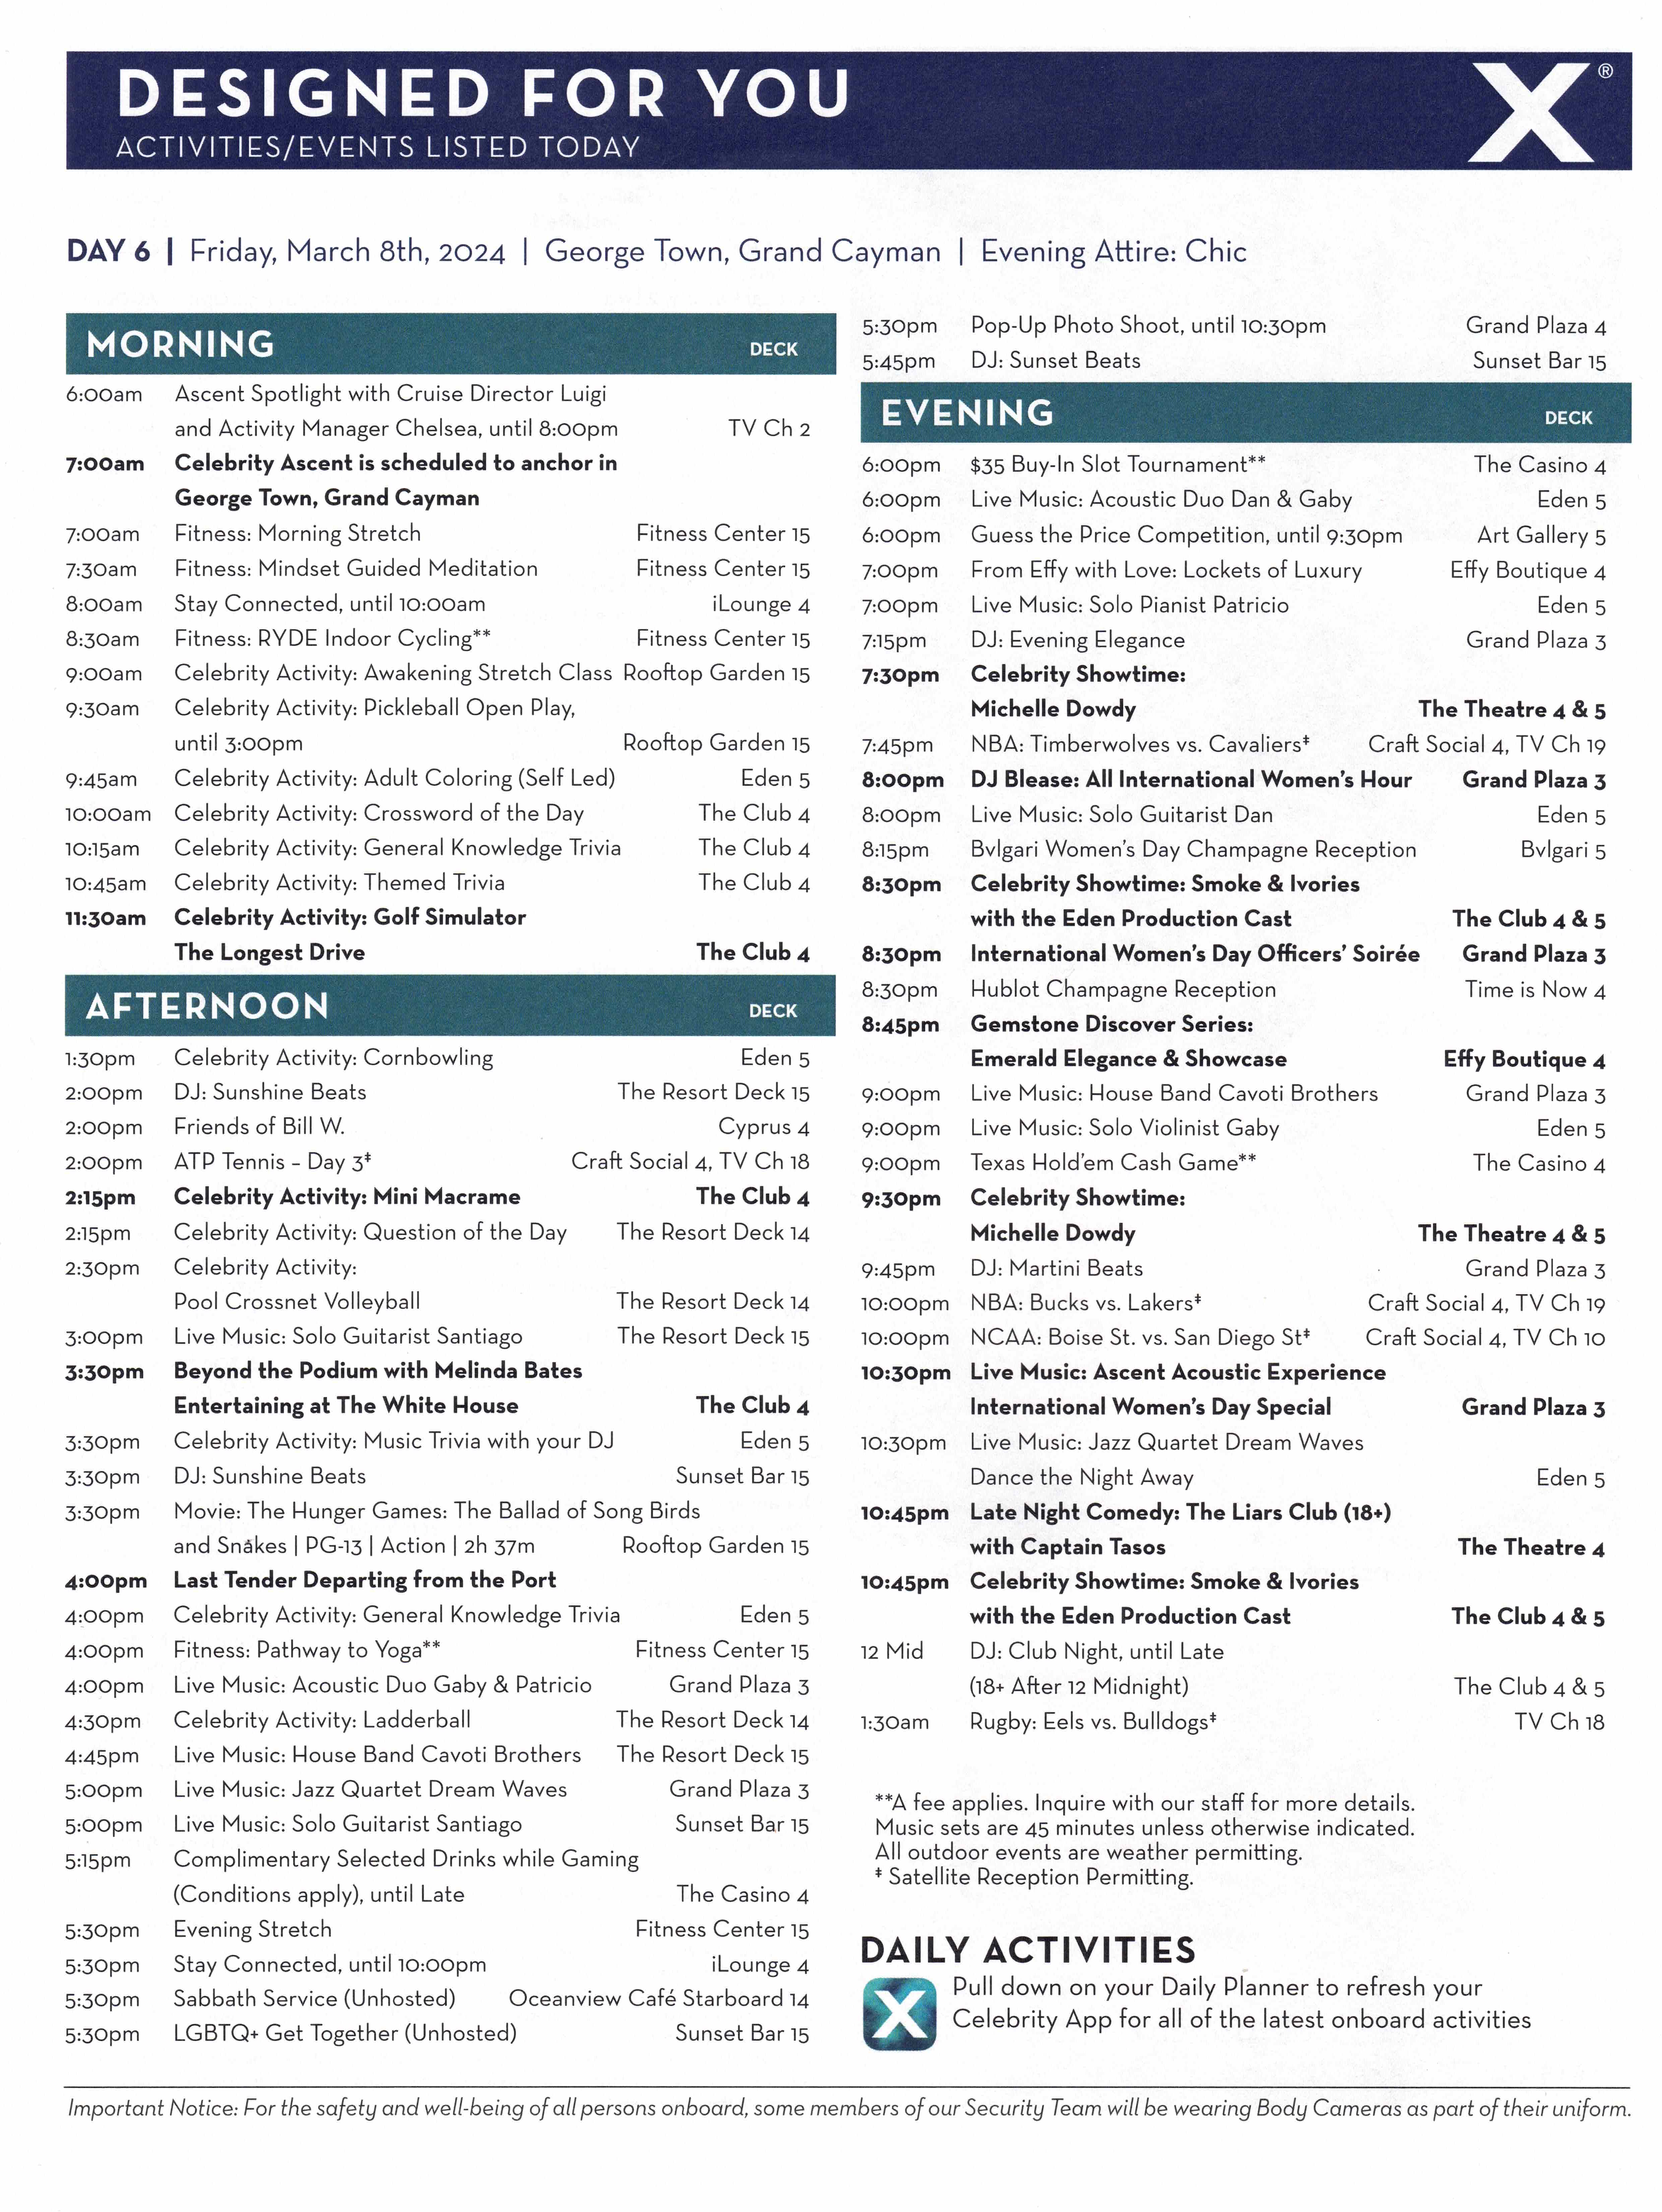 DESIGNED FOR YOU
ACTIVITIES/EVENTS LISTED TODAY
X®
DAY 6 | Friday, March 8th, 2024 | George Town, Grand Cayman | Evening Attire: Chic
MORNING DECK
6:00am Ascent Spotlight with Cruise Director Luigi
and Activity Manager Chelsea, until 8:00pm TV Ch 2
7:00am Celebrity Ascent is scheduled to anchor in
George Town, Grand Cayman
7:00am Fitness: Morning Stretch Fitness Center 15
7:30am Fitness: Mindset Guided Meditation Fitness Center 15
8:00am Stay Connected, until 10:00am iLounge 4
8:30am Fitness: RYDE Indoor Cycling** Fitness Center 15
9:00am Celebrity Activity: Awakening Stretch Class Rooftop Garden 15
9:30am Celebrity Activity: Pickleball Open Play,
until 3:00pm Rooftop Garden 15
9:45am Celebrity Activity: Adult Coloring (Self Led) Eden 5
10:00am Celebrity Activity: Crossword of the Day The Club 4
10:15am Celebrity Activity: General Knowledge Trivia The Club 4
10:45am Celebrity Activity: Themed Trivia The Club 4
11:30am Celebrity Activity: Golf Simulator
The Longest Drive The Club 4
AFTERNOON DECK
1:30pm Celebrity Activity: Cornbowling Eden 5
2:00pm DJ: Sunshine Beats The Resort Deck 15
2:00pm Friends of Bill W. Cyprus 4
2:00pm ATP Tennis – Day 3‡ Craft Social 4, TV Ch 18
2:15pm Celebrity Activity: Mini Macrame The Club 4
2:15pm Celebrity Activity: Question of the Day The Resort Deck 14
2:30pm Celebrity Activity:
Pool Crossnet Volleyball The Resort Deck 14
3:00pm Live Music: Solo Guitarist Santiago The Resort Deck 15
3:30pm Beyond the Podium with Melinda Bates
Entertaining at The White House The Club 4
3:30pm Celebrity Activity: Music Trivia with your DJ Eden 5
3:30pm DJ: Sunshine Beats Sunset Bar 15
3:30pm Movie: The Hunger Games: The Ballad of Song Birds
and Snakes | PG-13 | Action | 2h 37m Rooftop Garden 15
4:00pm Last Tender Departing from the Port
4:00pm Celebrity Activity: General Knowledge Trivia Eden 5
4:00pm Fitness: Pathway to Yoga** Fitness Center 15
4:00pm Live Music: Acoustic Duo Gaby & Patricio Grand Plaza 3
4:30pm Celebrity Activity: Ladderball The Resort Deck 14
4:45pm Live Music: House Band Cavoti Brothers The Resort Deck 15
5:00pm Live Music: Jazz Quartet Dream Waves Grand Plaza 3
5:00pm Live Music: Solo Guitarist Santiago Sunset Bar 15
5:15pm Complimentary Selected Drinks while Gaming
(Conditions apply), until Late The Casino 4
5:30pm Evening Stretch Fitness Center 15
5:30pm Stay Connected, until 10:00pm iLounge 4
5:30pm Sabbath Service (Unhosted) Oceanview Café Starboard 14
5:30pm LGBTQ+ Get Together (Unhosted) Sunset Bar 15
5:30pm Pop-Up Photo Shoot, until 10:30pm Grand Plaza 4
5:45pm DJ: Sunset Beats Sunset Bar 15
EVENING DECK
6:00pm $35 Buy-In Slot Tournament** The Casino 4
6:00pm Live Music: Acoustic Duo Dan & Gaby Eden 5
6:00pm Guess the Price Competition, until 9:30pm Art Gallery 5
7:00pm From Effy with Love: Lockets of Luxury Effy Boutique 4
7:00pm Live Music: Solo Pianist Patricio Eden 5
7:15pm DJ: Evening Elegance Grand Plaza 3
7:30pm Celebrity Showtime:
Michelle Dowdy The Theatre 4 & 5
7:45pm NBA: Timberwolves vs. Cavaliers‡ Craft Social 4, TV Ch 19
8:00pm DJ Blease: All International Women's Hour Grand Plaza 3
8:00pm Live Music: Solo Guitarist Dan Eden 5
8:15pm Bvlgari Women's Day Champagne Reception Bvlgari 5
8:30pm Celebrity Showtime: Smoke & Ivories
with the Eden Production Cast The Club 4 & 5
8:30pm International Women's Day Officers' Soirée Grand Plaza 3
8:30pm Hublot Champagne Reception Time is Now 4
8:45pm Gemstone Discover Series:
Emerald Elegance & Showcase Effy Boutique 4
9:00pm Live Music: House Band Cavoti Brothers Grand Plaza 3
9:00pm Live Music: Solo Violinist Gaby Eden 5
9:00pm Texas Hold'em Cash Game** The Casino 4
9:30pm Celebrity Showtime:
Michelle Dowdy The Theatre 4 & 5
9:45pm DJ: Martini Beats Grand Plaza 3
10:00pm NBA: Bucks vs. Lakers‡ Craft Social 4, TV Ch 19
10:00pm NCAA: Boise St. vs. San Diego St‡ Craft Social 4, TV Ch 10
10:30pm Live Music: Ascent Acoustic Experience
International Women's Day Special Grand Plaza 3
10:30pm Live Music: Jazz Quartet Dream Waves
Dance the Night Away Eden 5
10:45pm Late Night Comedy: The Liars Club (18+)
with Captain Tasos The Theatre 4
10:45pm Celebrity Showtime: Smoke & Ivories
with the Eden Production Cast The Club 4 & 5
12 Mid DJ: Club Night, until Late
(18+ After 12 Midnight) The Club 4 & 5
1:30am Rugby: Eels vs. Bulldogs‡ TV Ch 18
**A fee applies. Inquire with our staff for more details.
Music sets are 45 minutes unless otherwise indicated.
All outdoor events are weather permitting.
‡ Satellite Reception Permitting.
DAILY ACTIVITIES
X
Pull down on your Daily Planner to refresh your
Celebrity App for all of the latest onboard activities
Important Notice: For the safety and well-being of all persons onboard, some members of our Security Team will be wearing Body Cameras as part of their uniform.